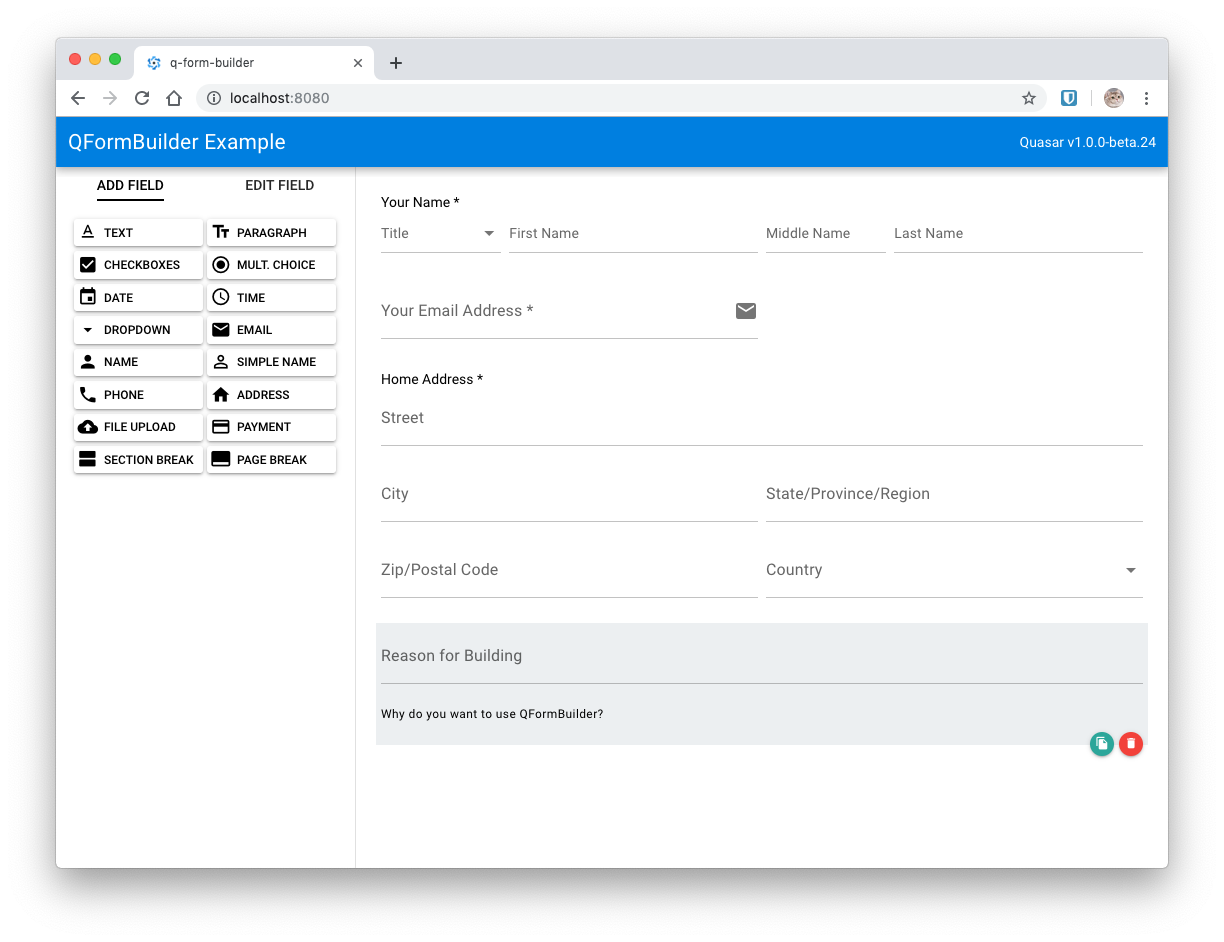 q-form-builder
localhost:8080
QFormBuilder Example Quasar v1.0.0-beta.24
ADD FIELD EDIT FIELD
TEXT PARAGRAPH
CHECKBOXES MULT. CHOICE
DATE TIME
DROPDOWN EMAIL
NAME SIMPLE NAME
PHONE ADDRESS
FILE UPLOAD PAYMENT
SECTION BREAK PAGE BREAK
Your Name *
Title First Name Middle Name Last Name
Your Email Address *
Home Address *
Street
City State/Province/Region
Zip/Postal Code Country
Reason for Building
Why do you want to use QFormBuilder?